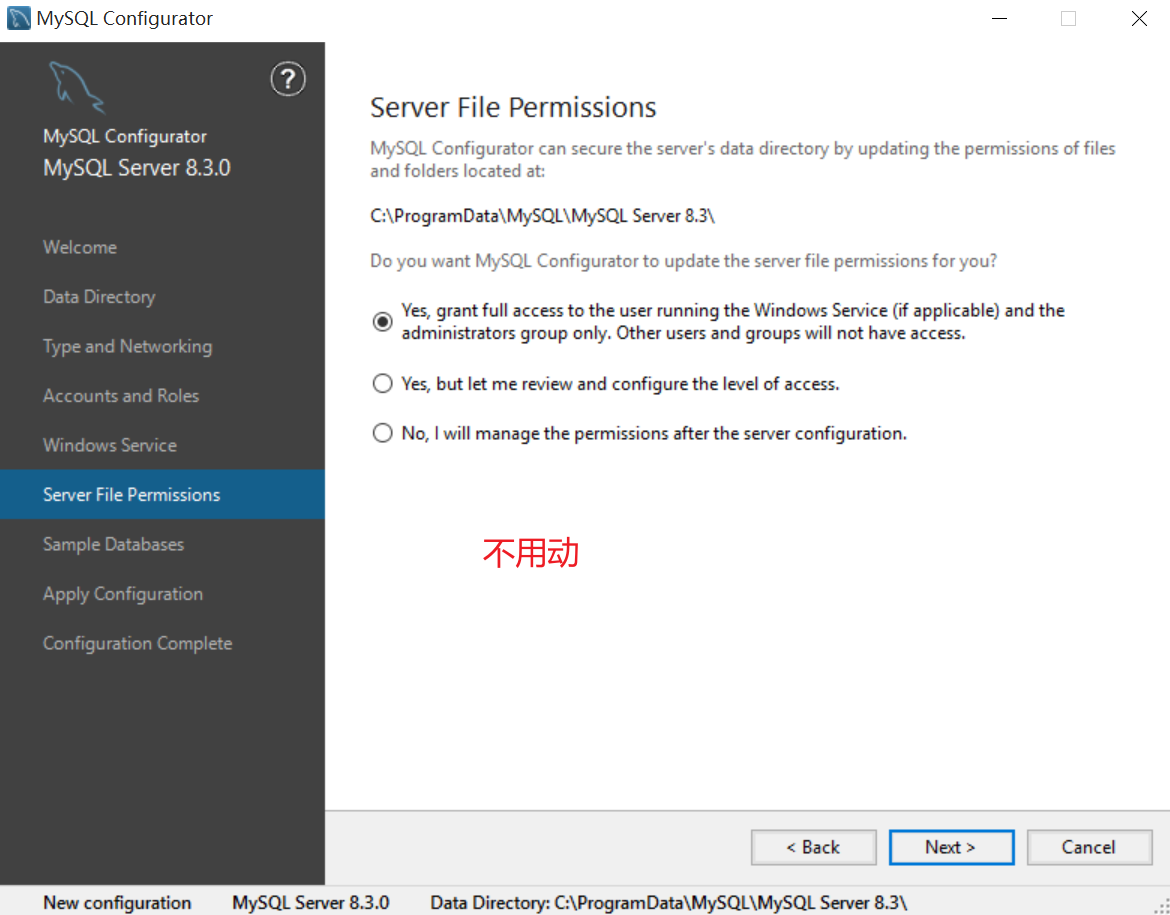 MySQL Configurator
MySQL Configurator
MySQL Server 8.3.0
Welcome
Data Directory
Type and Networking
Accounts and Roles
Windows Service
Server File Permissions
Sample Databases
Apply Configuration
Configuration Complete
?
Server File Permissions
MySQL Configurator can secure the server's data directory by updating the permissions of files
and folders located at:
C:\ProgramData\MySQL\MySQL Server 8.3\
Do you want MySQL Configurator to update the server file permissions for you?
Yes, grant full access to the user running the Windows Service (if applicable) and the
administrators group only. Other users and groups will not have access.
Yes, but let me review and configure the level of access.
No, I will manage the permissions after the server configuration.
不用动
< Back
Next >
Cancel
New configuration
MySQL Server 8.3.0
Data Directory: C:\ProgramData\MySQL\MySQL Server 8.3\